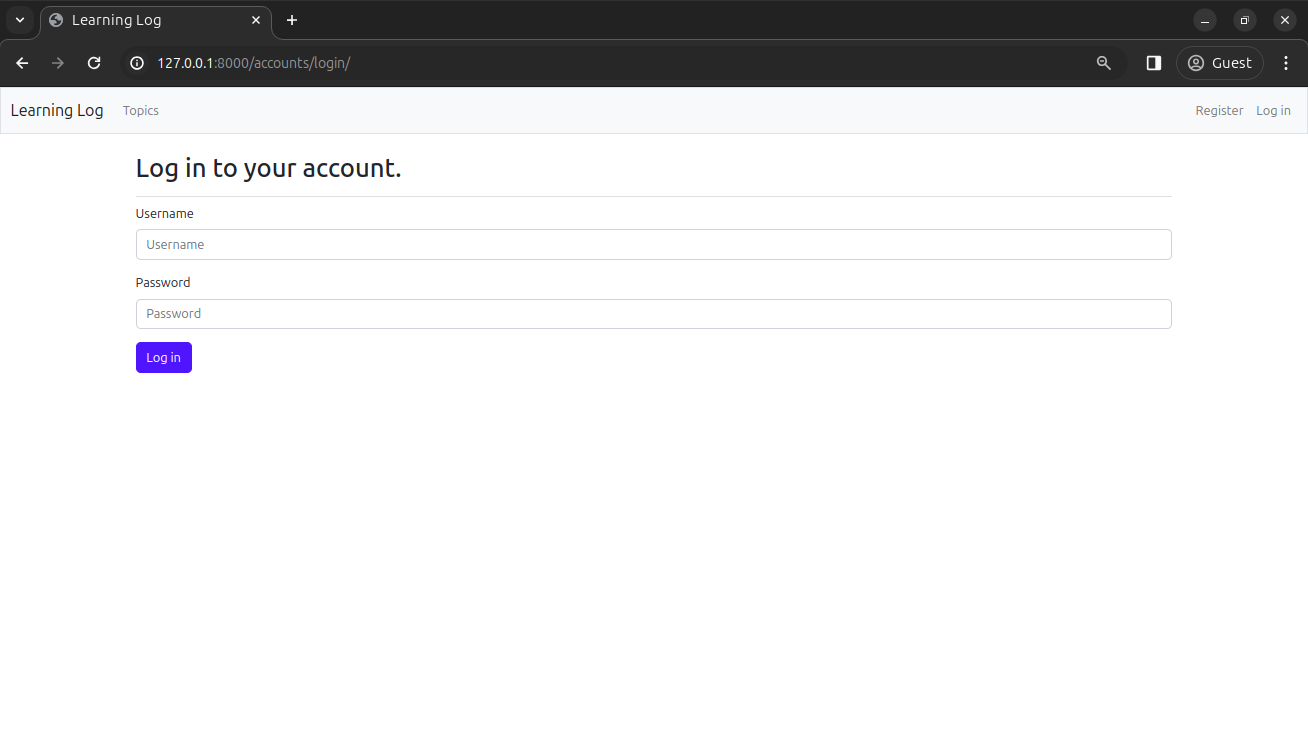 Learning Log
127.0.0.1:8000/accounts/login/
Guest
Learning Log Topics Register Log in
Log in to your account.
Username
Username
Password
Password
Log in